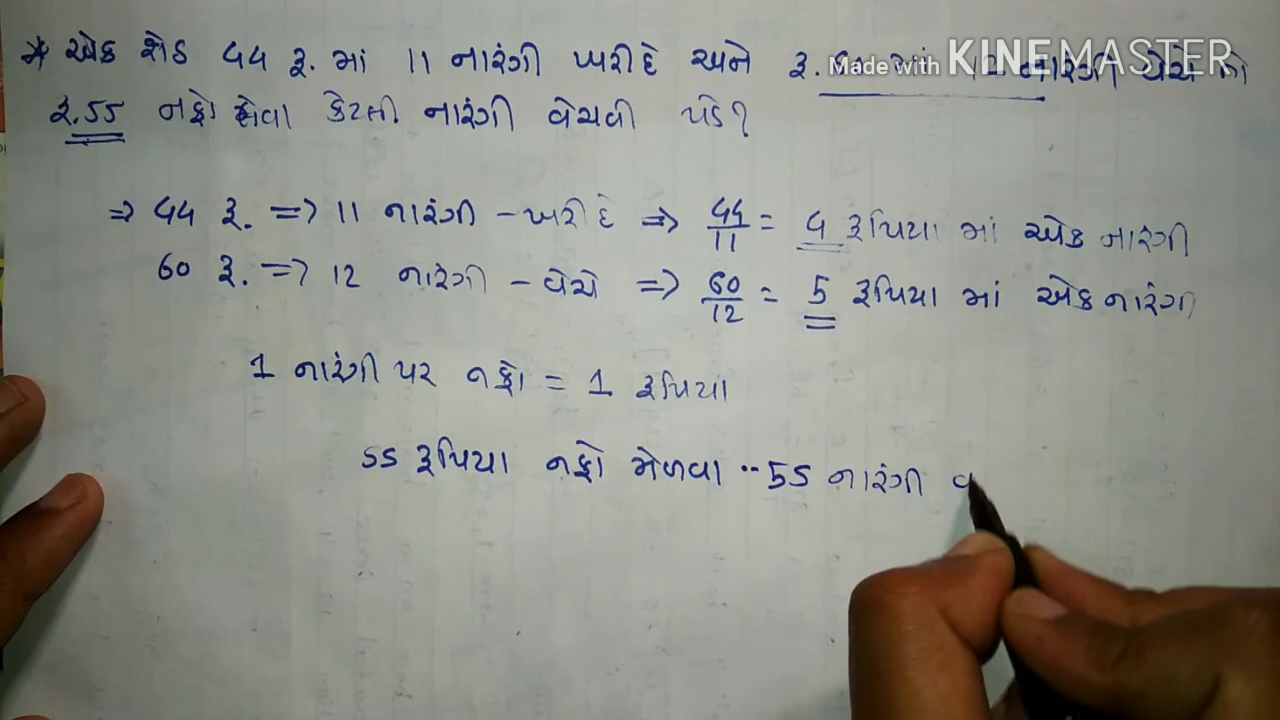 * એક શેઠ 44 રૂ. માં 11 નારંગી ખરીદે અને રૂ. 12 નારંગી વેચે તો
Made with KINEMASTER
રૂ.55 નફો લેવા કેટલી નારંગી વેચવી પડે?
⇒ 44 રૂ. ⇒ 11 નારંગી - ખરીદે ⇒ 44/11 = 4 રૂપિયા માં એક નારંગી
60 રૂ. ⇒ 12 નારંગી - વેચે ⇒ 60/12 = 5 રૂપિયા માં એક નારંગી
1 નારંગી પર નફો = 1 રૂપિયા
55 રૂપિયા નફો મેળવા .. 55 નારંગી વ